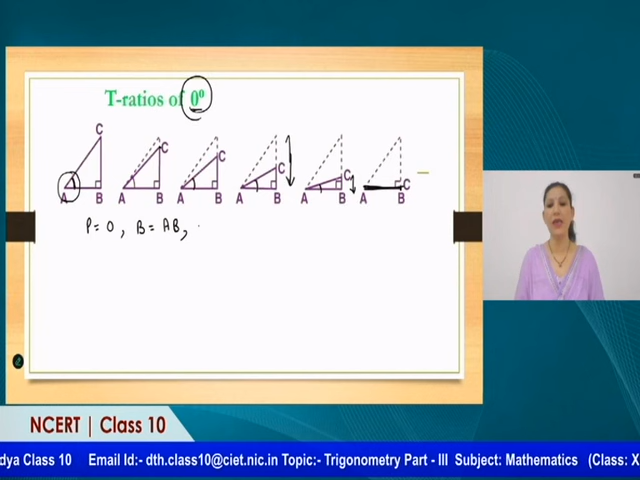 T-ratios of 0°
C C C C C C
A B A B A B A B A B A B
P = 0 , B = AB,
NCERT | Class 10
dya Class 10 Email Id:- dth.class10@ciet.nic.in Topic:- Trigonometry Part - III Subject: Mathematics (Class: X